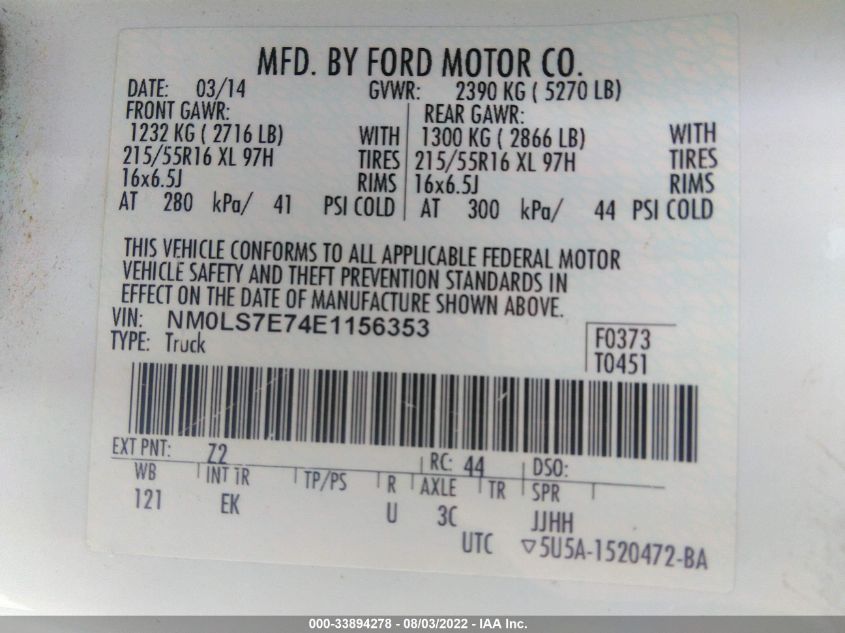 MFD. BY FORD MOTOR CO.
DATE: 03/14 GVWR: 2390 KG ( 5270 LB)
FRONT GAWR: REAR GAWR:
1232 KG ( 2716 LB) WITH 1300 KG ( 2866 LB) WITH
215/55R16 XL 97H TIRES 215/55R16 XL 97H TIRES
16x6.5J RIMS 16x6.5J RIMS
AT 280 kPa/ 41 PSI COLD AT 300 kPa/ 44 PSI COLD
THIS VEHICLE CONFORMS TO ALL APPLICABLE FEDERAL MOTOR
VEHICLE SAFETY AND THEFT PREVENTION STANDARDS IN
EFFECT ON THE DATE OF MANUFACTURE SHOWN ABOVE.
VIN: NM0LS7E74E1156353 F0373
TYPE: Truck T0451
EXT PNT: Z2 RC: 44 DSO:
WB INT TR TP/PS R AXLE TR SPR
121 EK U 3C JJHH
UTC ▽5U5A-1520472-BA
000-33894278 - 08/03/2022 - IAA Inc.